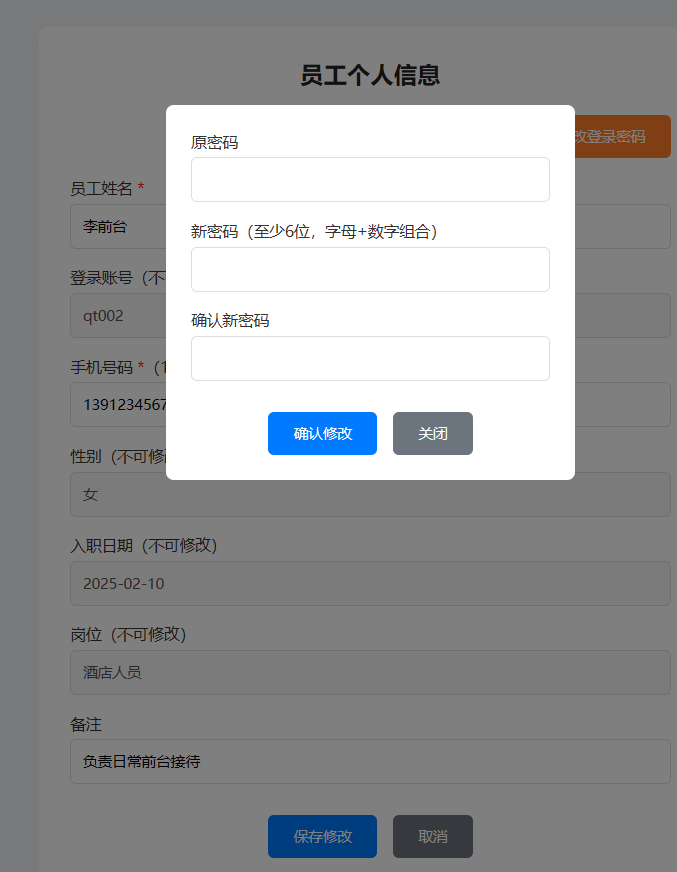 员工个人信息
改登录密码
员工姓名 *
李前台
登录账号（不
qt002
手机号码 *（1
1391234567
性别（不可修
女
入职日期（不可修改）
2025-02-10
岗位（不可修改）
酒店人员
备注
负责日常前台接待
保存修改
取消
原密码
新密码（至少6位，字母+数字组合）
确认新密码
确认修改
关闭